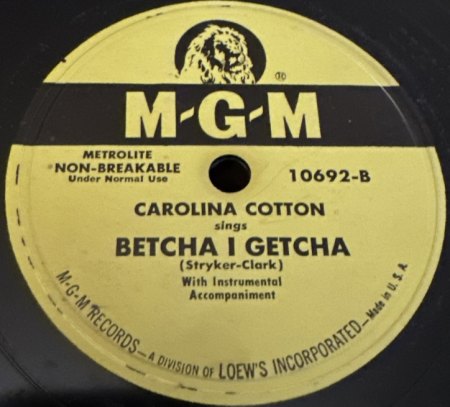 M-G-M
METROLITE
NON-BREAKABLE
Under Normal Use
10692-B
CAROLINA COTTON
sings
BETCHA I GETCHA
(Stryker-Clark)
With Instrumental
Accompaniment
M-G-M RECORDS—A DIVISION OF LOEW'S INCORPORATED—Made in U. S. A.